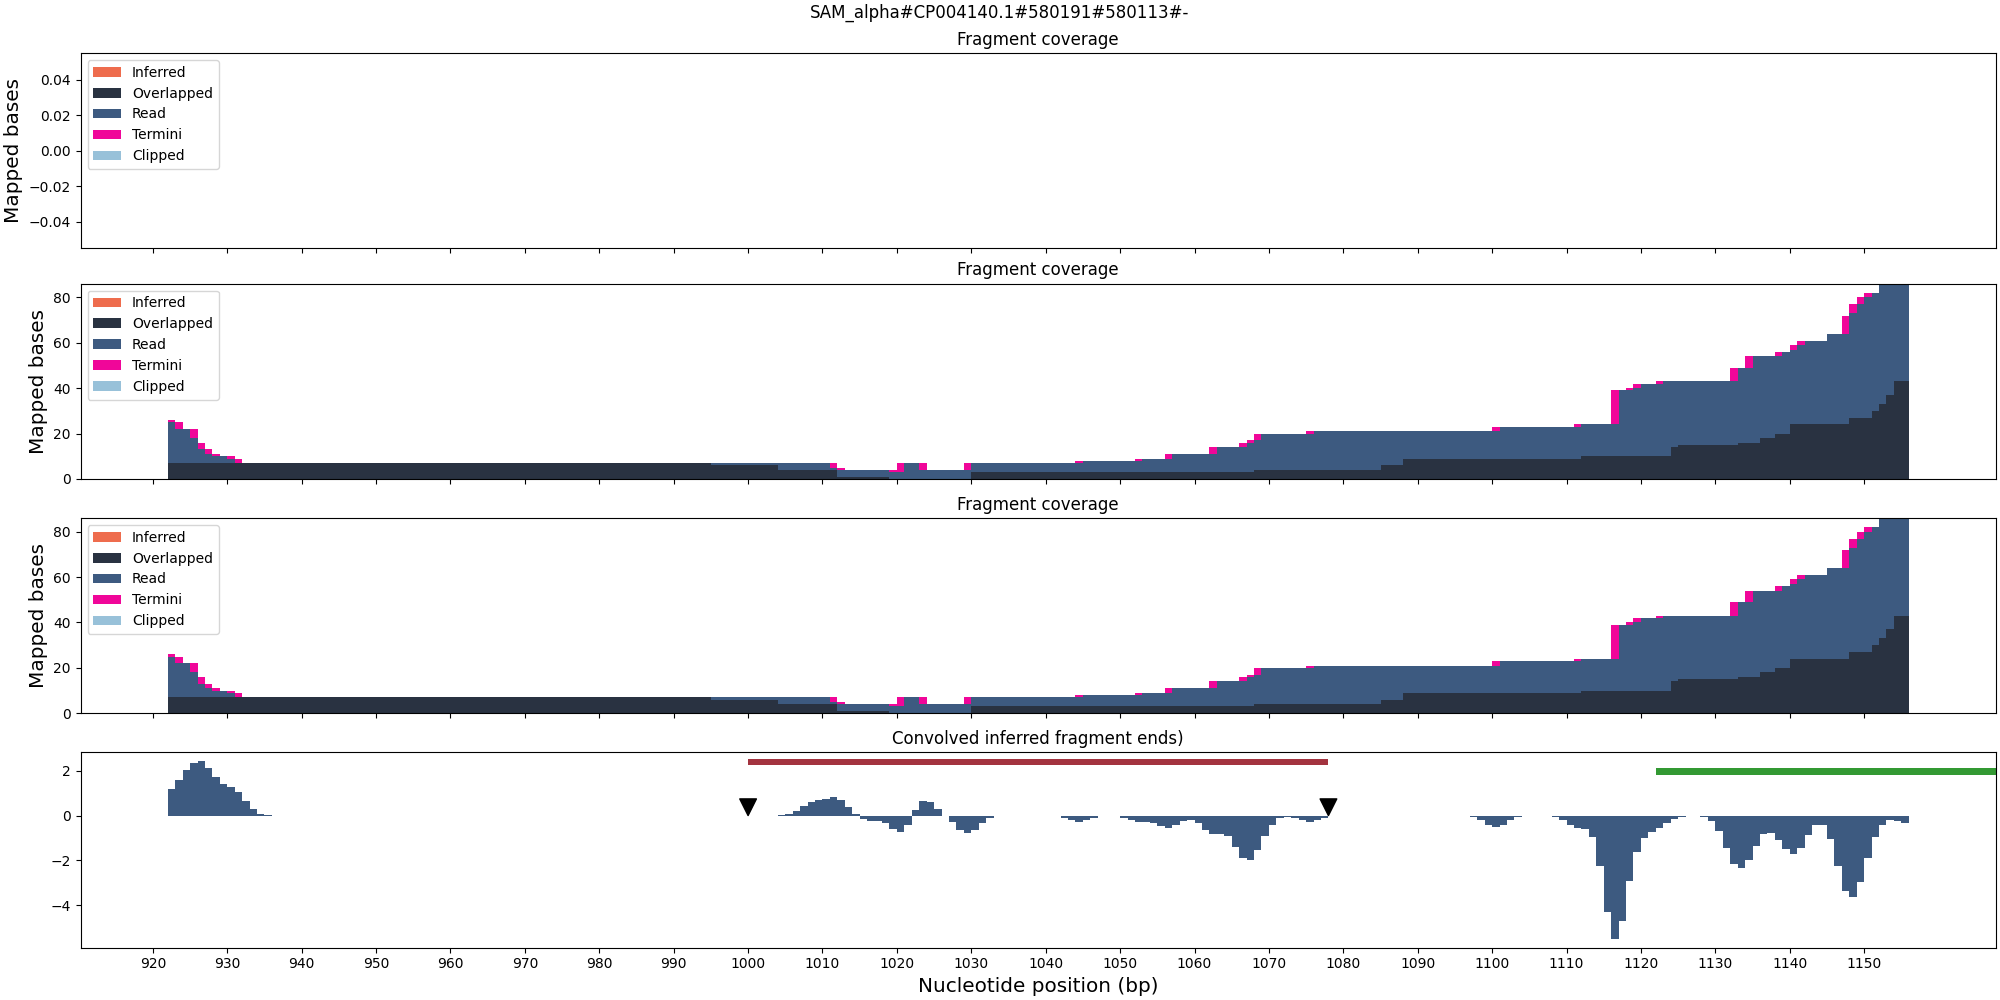 SAM_alpha#CP004140.1#580191#580113#-
Fragment coverage
Mapped bases
0.04
0.02
0.00
−0.02
−0.04
Inferred
Overlapped
Read
Termini
Clipped
Fragment coverage
Mapped bases
80
60
40
20
0
Inferred
Overlapped
Read
Termini
Clipped
Fragment coverage
Mapped bases
80
60
40
20
0
Inferred
Overlapped
Read
Termini
Clipped
Convolved inferred fragment ends)
2
0
−2
−4
920 930 940 950 960 970 980 990 1000 1010 1020 1030 1040 1050 1060 1070 1080 1090 1100 1110 1120 1130 1140 1150
Nucleotide position (bp)